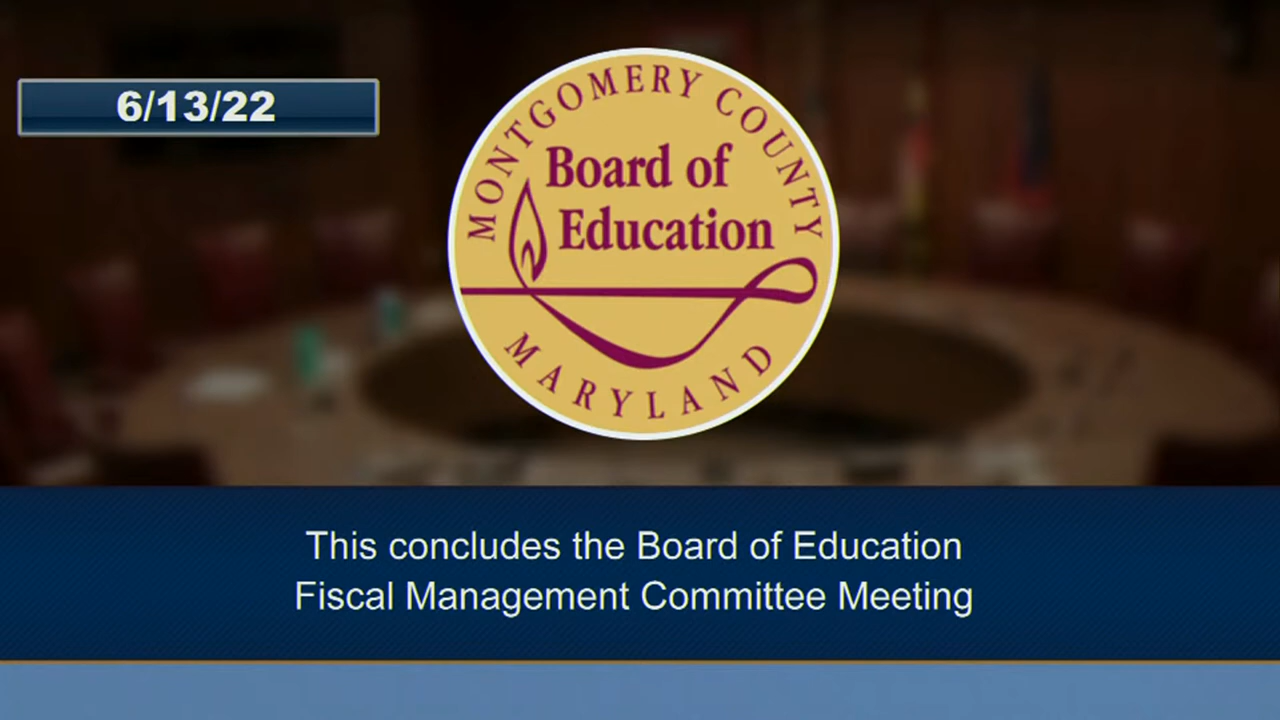 6/13/22
MONTGOMERY COUNTY
Board of
Education
MARYLAND
This concludes the Board of Education
Fiscal Management Committee Meeting